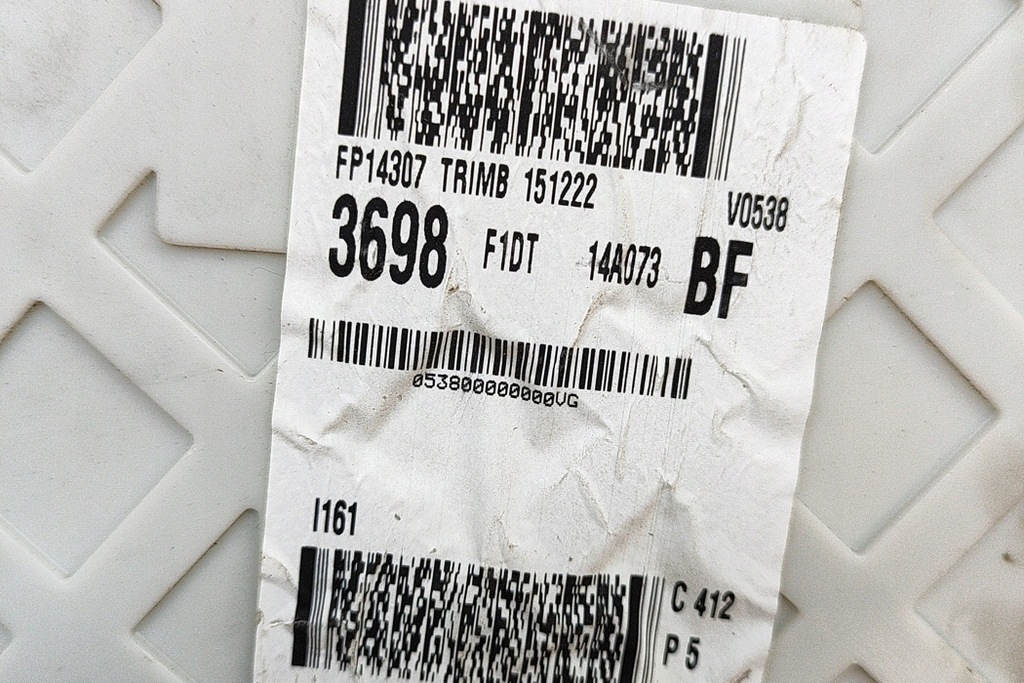 FP14307 TRIMB 151222
V0538
3698 F1DT 14A073 BF
053800000000VG
I161
C 412
P 5